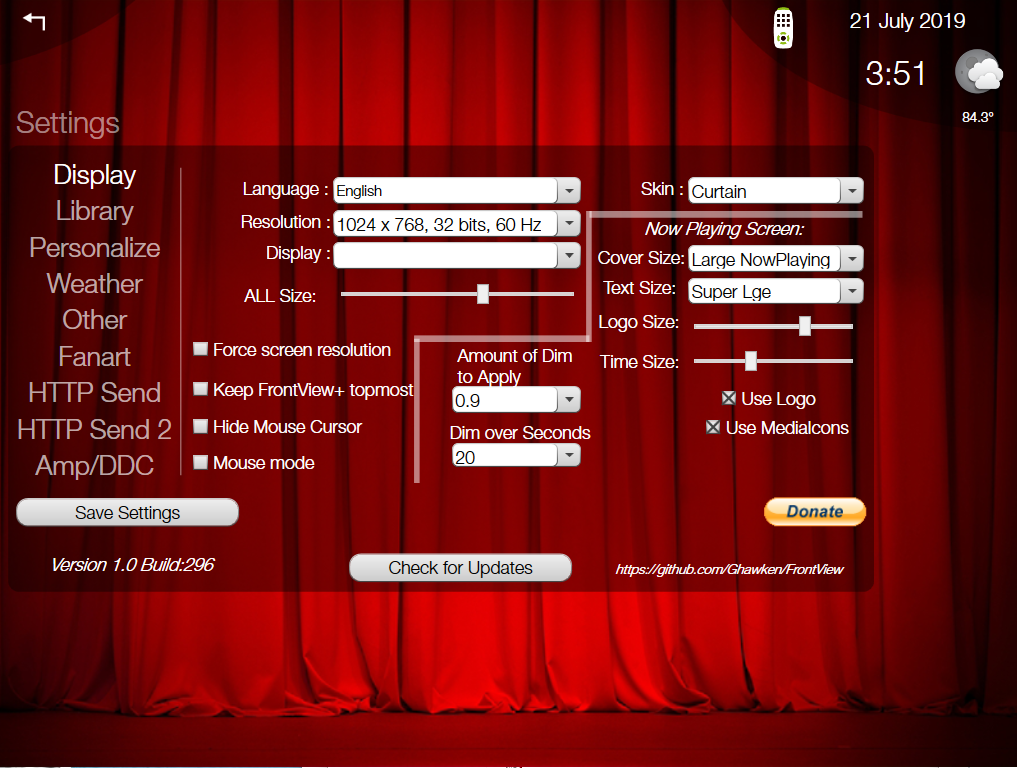 21 July 2019
3:51
84.3°
Settings
Display
Library
Personalize
Weather
Other
Fanart
HTTP Send
HTTP Send 2
Amp/DDC
Language : English
Resolution : 1024 x 768, 32 bits, 60 Hz
Display :
ALL Size:
Force screen resolution
Keep FrontView+ topmost
Hide Mouse Cursor
Mouse mode
Amount of Dim
to Apply
0.9
Dim over Seconds
20
Skin : Curtain
Now Playing Screen:
Cover Size: Large NowPlaying
Text Size: Super Lge
Logo Size:
Time Size:
Use Logo
Use MediaIcons
Save Settings
Donate
Version 1.0 Build:296
Check for Updates
https://github.com/Ghawken/FrontView